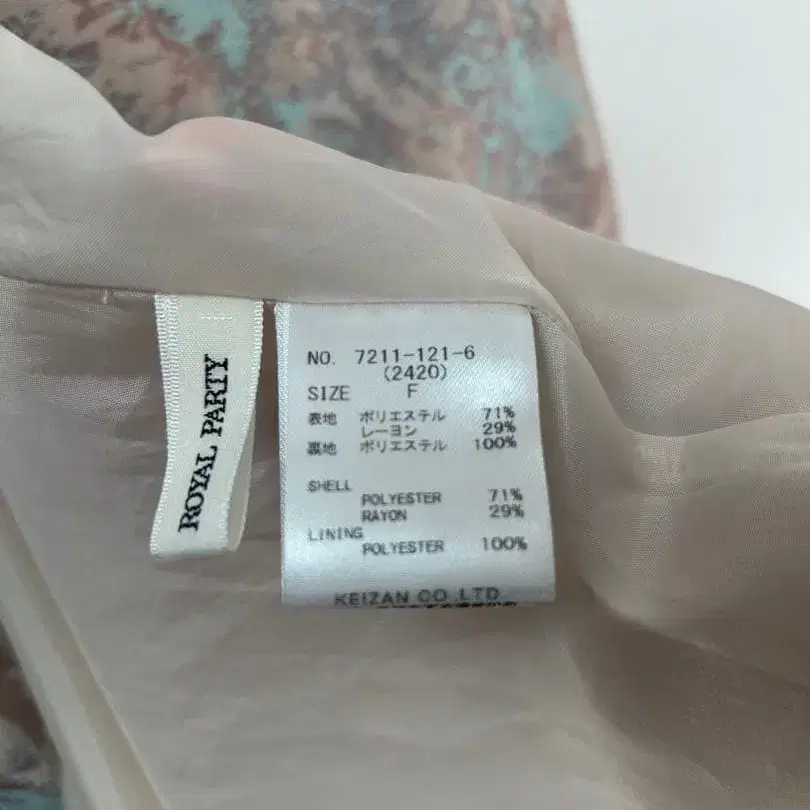 ROYAL PARTY
NO. 7211-121-6
(2420)
SIZE F
表地 ポリエステル 71%
レーヨン 29%
裏地 ポリエステル 100%
SHELL
POLYESTER 71%
RAYON 29%
LINING
POLYESTER 100%
KEIZAN CO.,LTD.